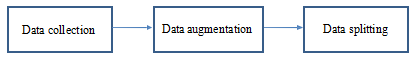 Data collection
Data augmentation
Data splitting